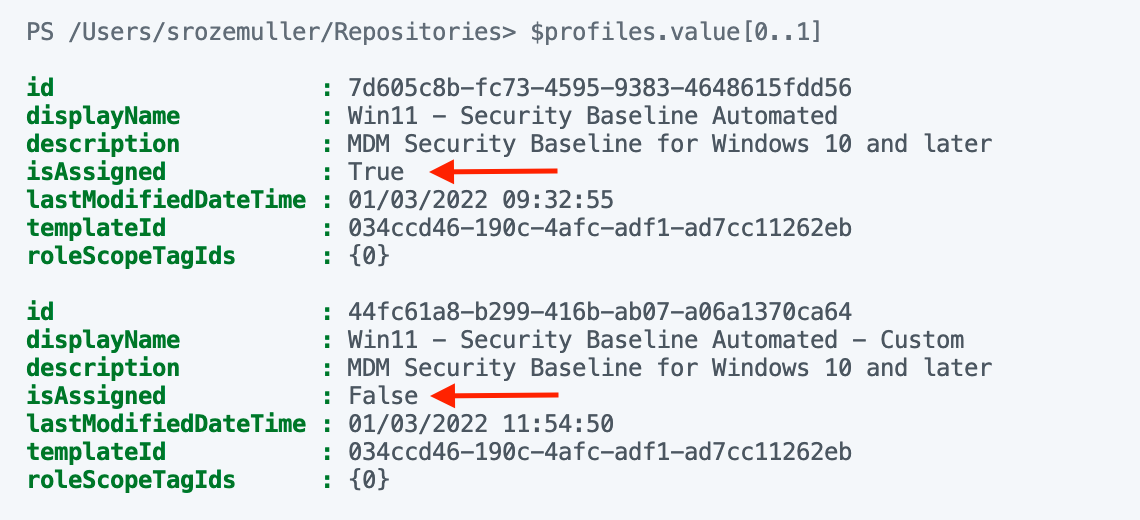 PS /Users/srozemuller/Repositories> $profiles.value[0..1]
id : 7d605c8b-fc73-4595-9383-4648615fdd56
displayName : Win11 - Security Baseline Automated
description : MDM Security Baseline for Windows 10 and later
isAssigned : True
lastModifiedDateTime : 01/03/2022 09:32:55
templateId : 034ccd46-190c-4afc-adf1-ad7cc11262eb
roleScopeTagIds : {0}
id : 44fc61a8-b299-416b-ab07-a06a1370ca64
displayName : Win11 - Security Baseline Automated - Custom
description : MDM Security Baseline for Windows 10 and later
isAssigned : False
lastModifiedDateTime : 01/03/2022 11:54:50
templateId : 034ccd46-190c-4afc-adf1-ad7cc11262eb
roleScopeTagIds : {0}